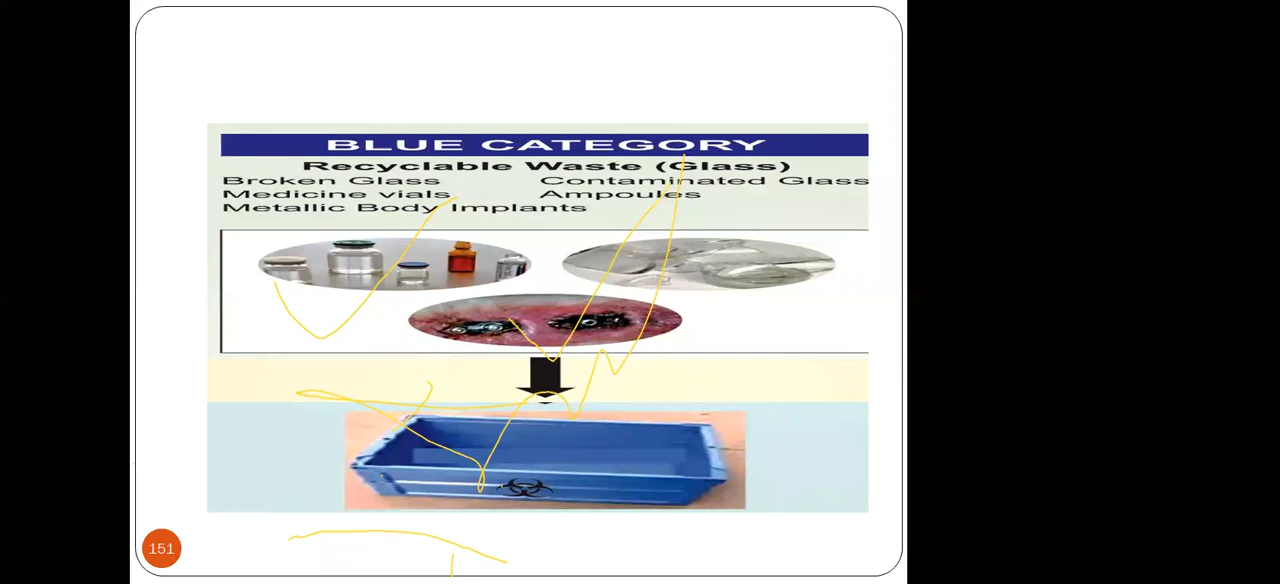 BLUE CATEGORY
Recyclable Waste (Glass)
Broken Glass Contaminated Glass
Medicine vials Ampoules
Metallic Body Implants
151